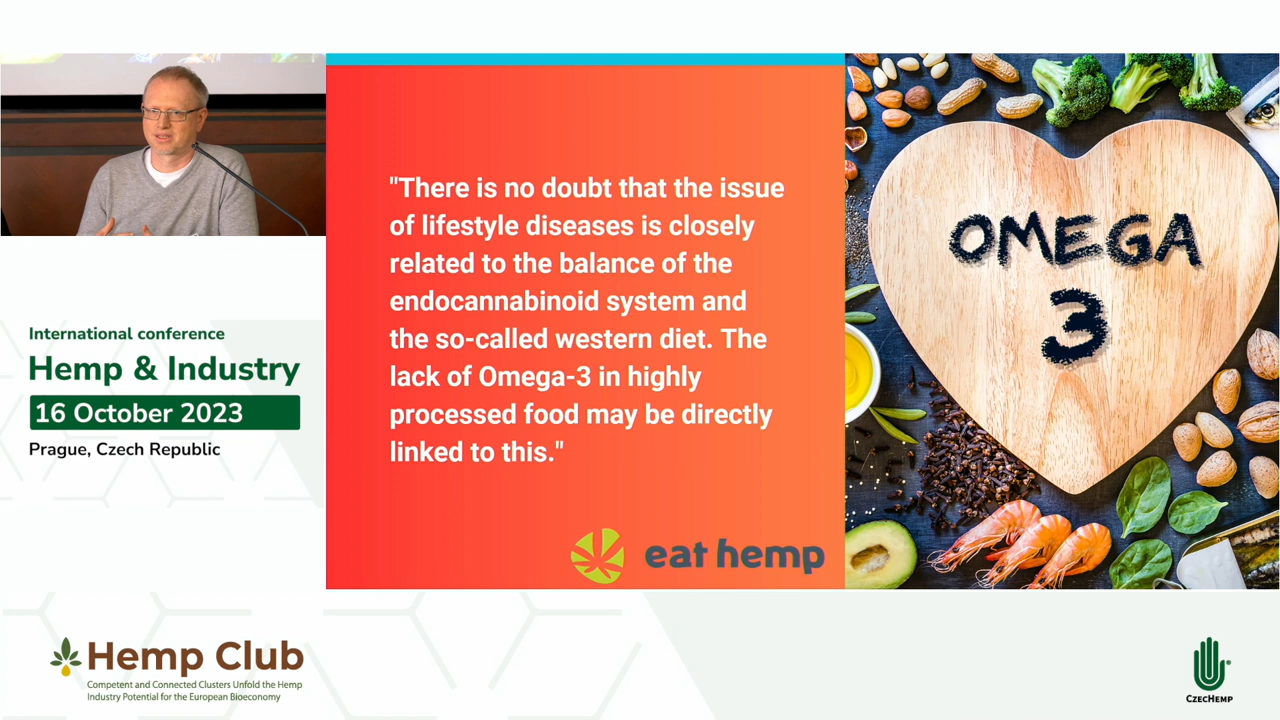 International conference
Hemp & Industry
16 October 2023
Prague, Czech Republic
"There is no doubt that the issue
of lifestyle diseases is closely
related to the balance of the
endocannabinoid system and
the so-called western diet. The
lack of Omega-3 in highly
processed food may be directly
linked to this."
eat hemp
OMEGA
3
Hemp Club
Competent and Connected Clusters Unfold the Hemp
Industry Potential for the European Bioeconomy
CZECHEMP